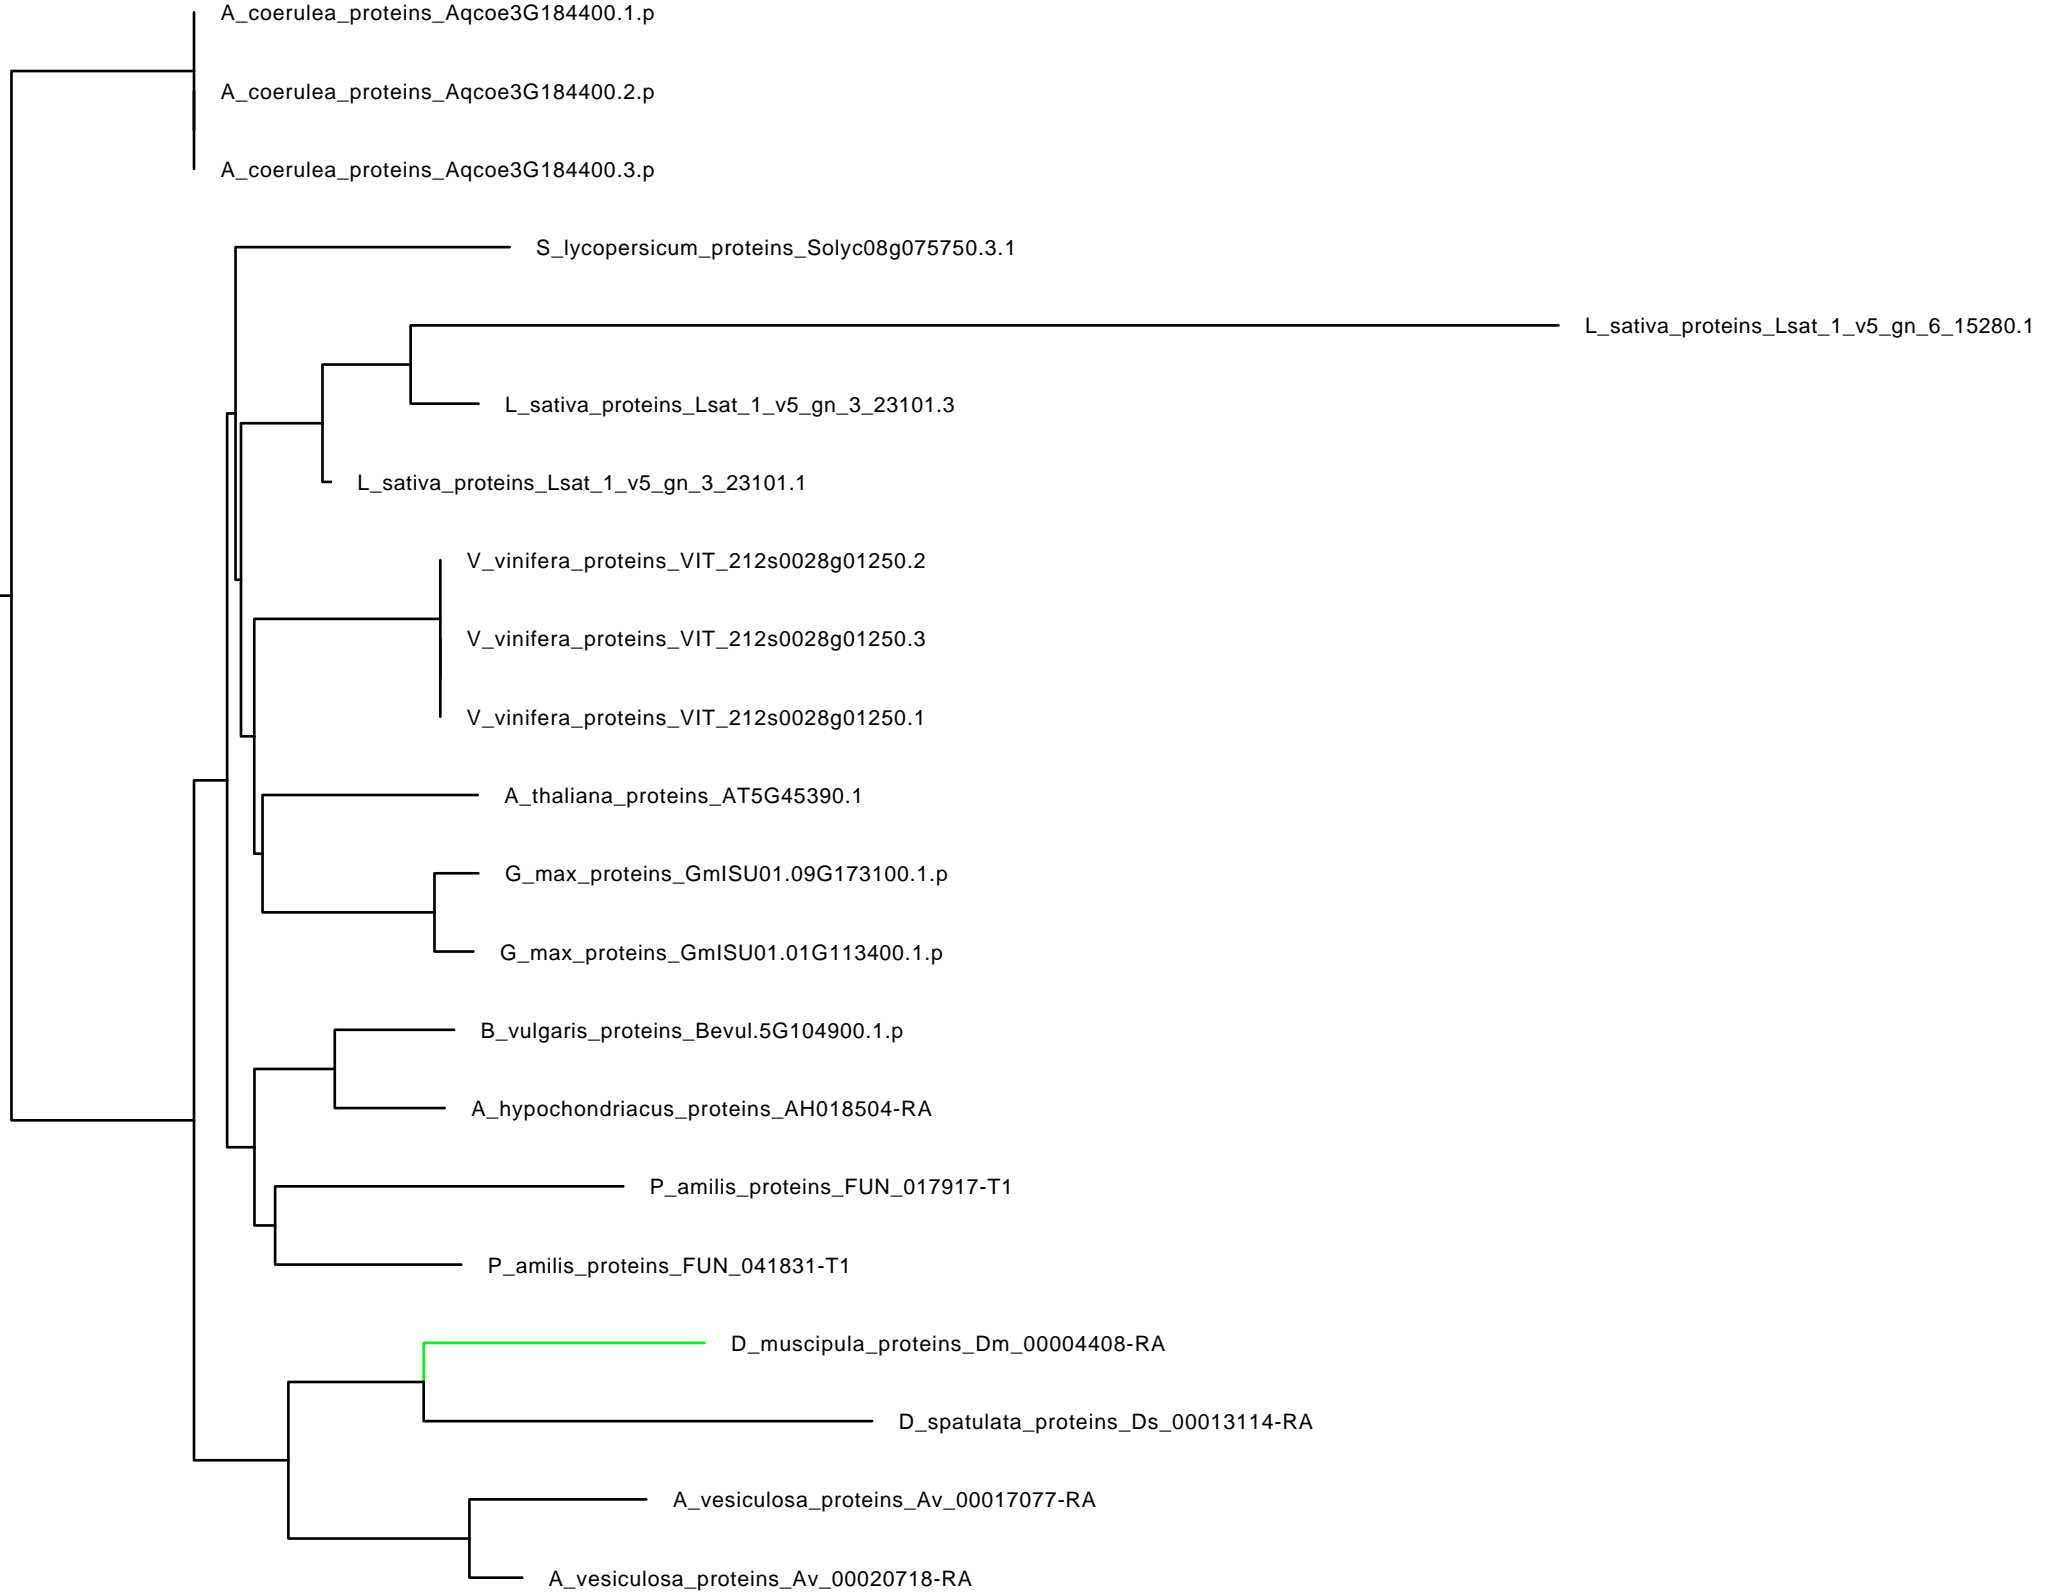 A_coerulea_proteins_Aqcoe3G184400.1.p
A_coerulea_proteins_Aqcoe3G184400.2.p
A_coerulea_proteins_Aqcoe3G184400.3.p
S_lycopersicum_proteins_Solyc08g075750.3.1
L_sativa_proteins_Lsat_1_v5_gn_6_15280.1
L_sativa_proteins_Lsat_1_v5_gn_3_23101.3
L_sativa_proteins_Lsat_1_v5_gn_3_23101.1
V_vinifera_proteins_VIT_212s0028g01250.2
V_vinifera_proteins_VIT_212s0028g01250.3
V_vinifera_proteins_VIT_212s0028g01250.1
A_thaliana_proteins_AT5G45390.1
G_max_proteins_GmISU01.09G173100.1.p
G_max_proteins_GmISU01.01G113400.1.p
B_vulgaris_proteins_Bevul.5G104900.1.p
A_hypochondriacus_proteins_AH018504-RA
P_amilis_proteins_FUN_017917-T1
P_amilis_proteins_FUN_041831-T1
D_muscipula_proteins_Dm_00004408-RA
D_spatulata_proteins_Ds_00013114-RA
A_vesiculosa_proteins_Av_00017077-RA
A_vesiculosa_proteins_Av_00020718-RA